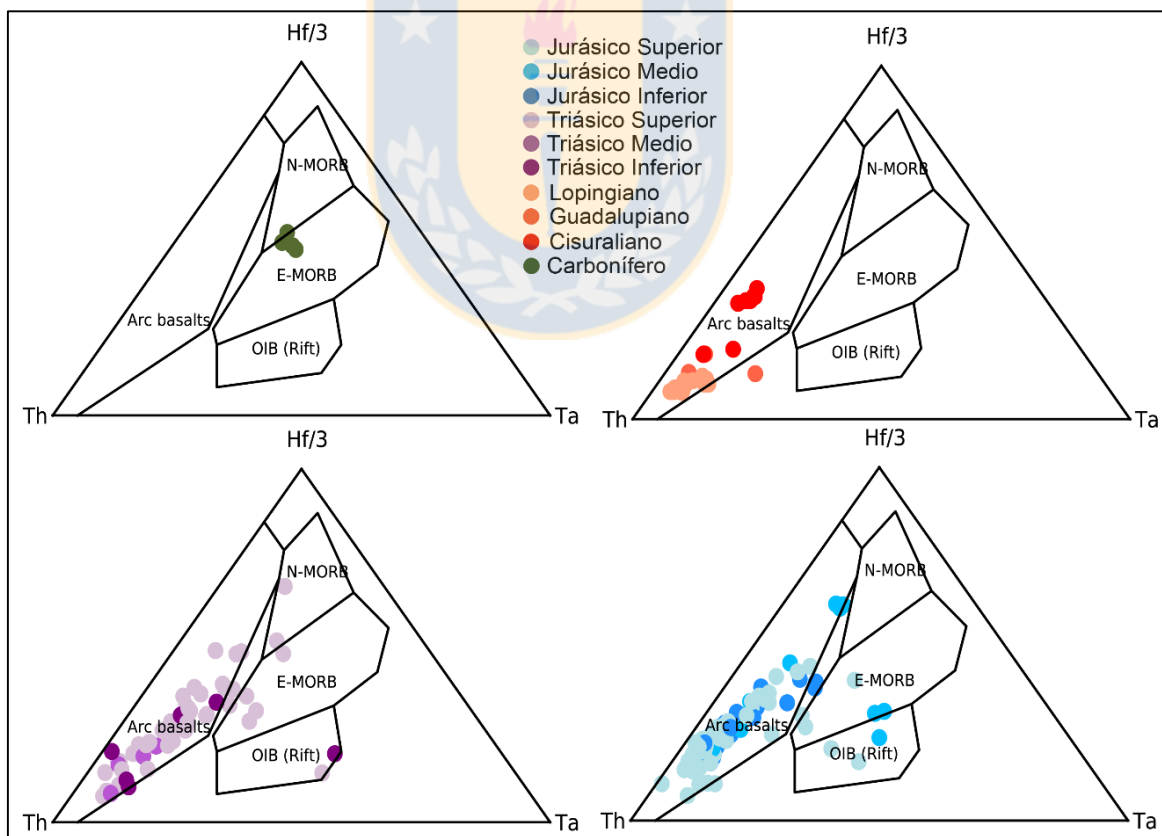 Hf/3
Jurásico Superior
Jurásico Medio
Jurásico Inferior
Triásico Superior
Triásico Medio
Triásico Inferior
Lopingiano
Guadalupiano
Cisuraliano
Carbonífero
N-MORB
E-MORB
Arc basalts
OIB (Rift)
Th
Ta
Hf/3
N-MORB
E-MORB
Arc basalts
OIB (Rift)
Th
Ta
Hf/3
N-MORB
E-MORB
Arc basalts
OIB (Rift)
Th
Ta
Hf/3
N-MORB
E-MORB
Arc basalts
OIB (Rift)
Th
Ta